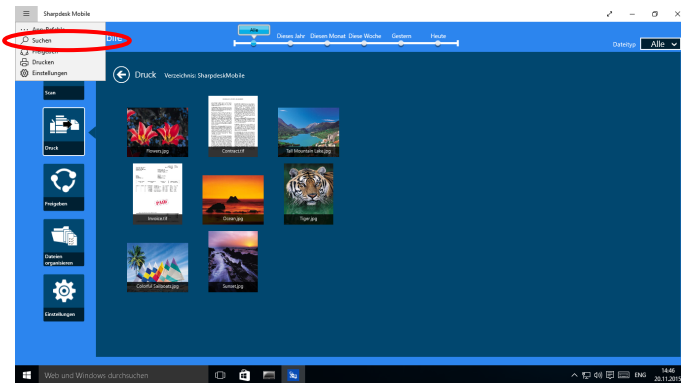 Sharpdesk Mobile
App-Befehle
Suchen
Freigeben
Drucken
Einstellungen
bile
Alle
Dieses Jahr Diesen Monat Diese Woche Gestern Heute
Dateityp Alle
Druck Verzeichnis: SharpdeskMobile
Scan
Druck
Freigeben
Dateien
organisieren
Einstellungen
Flowers.jpg
Contract.tif
Tall Mountain Lake.jpg
Invoice.tif
Ocean.jpg
Tiger.jpg
Colorful Sailboats.jpg
Sunset.jpg
Web und Windows durchsuchen
ENG
14:46
20.11.2015